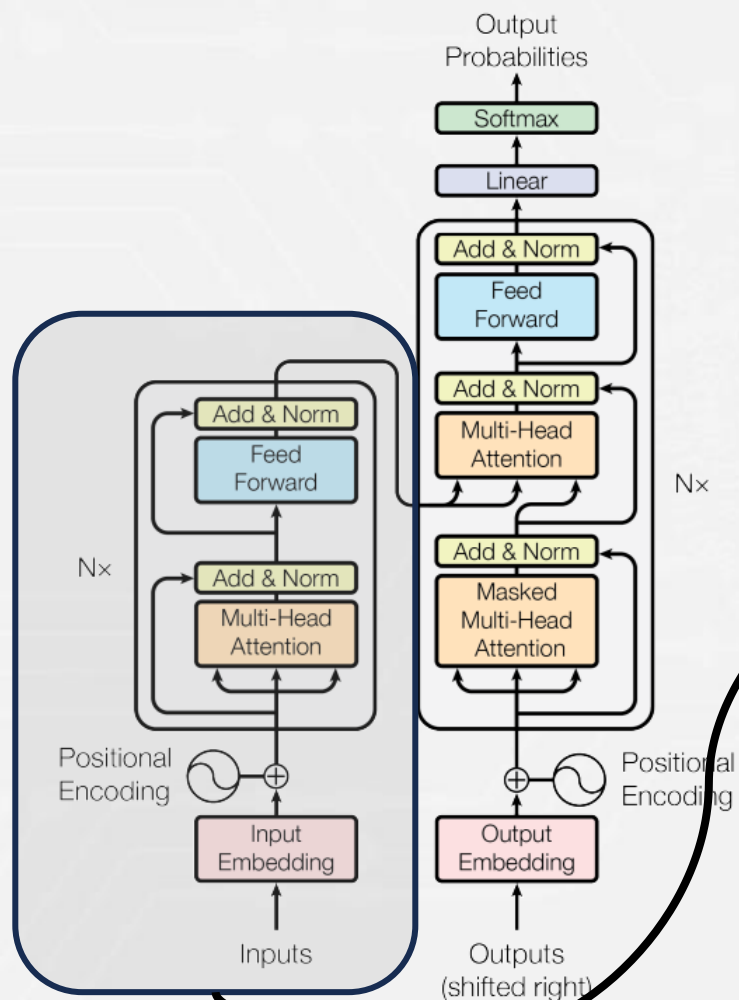 Output
Probabilities
Softmax
Linear
Add & Norm
Feed
Forward
Add & Norm
Multi-Head
Attention
Nx
Add & Norm
Masked
Multi-Head
Attention
Add & Norm
Feed
Forward
Nx
Add & Norm
Multi-Head
Attention
Positional
Encoding
Positional
Encoding
Input
Embedding
Output
Embedding
Inputs
Outputs
(shifted right)